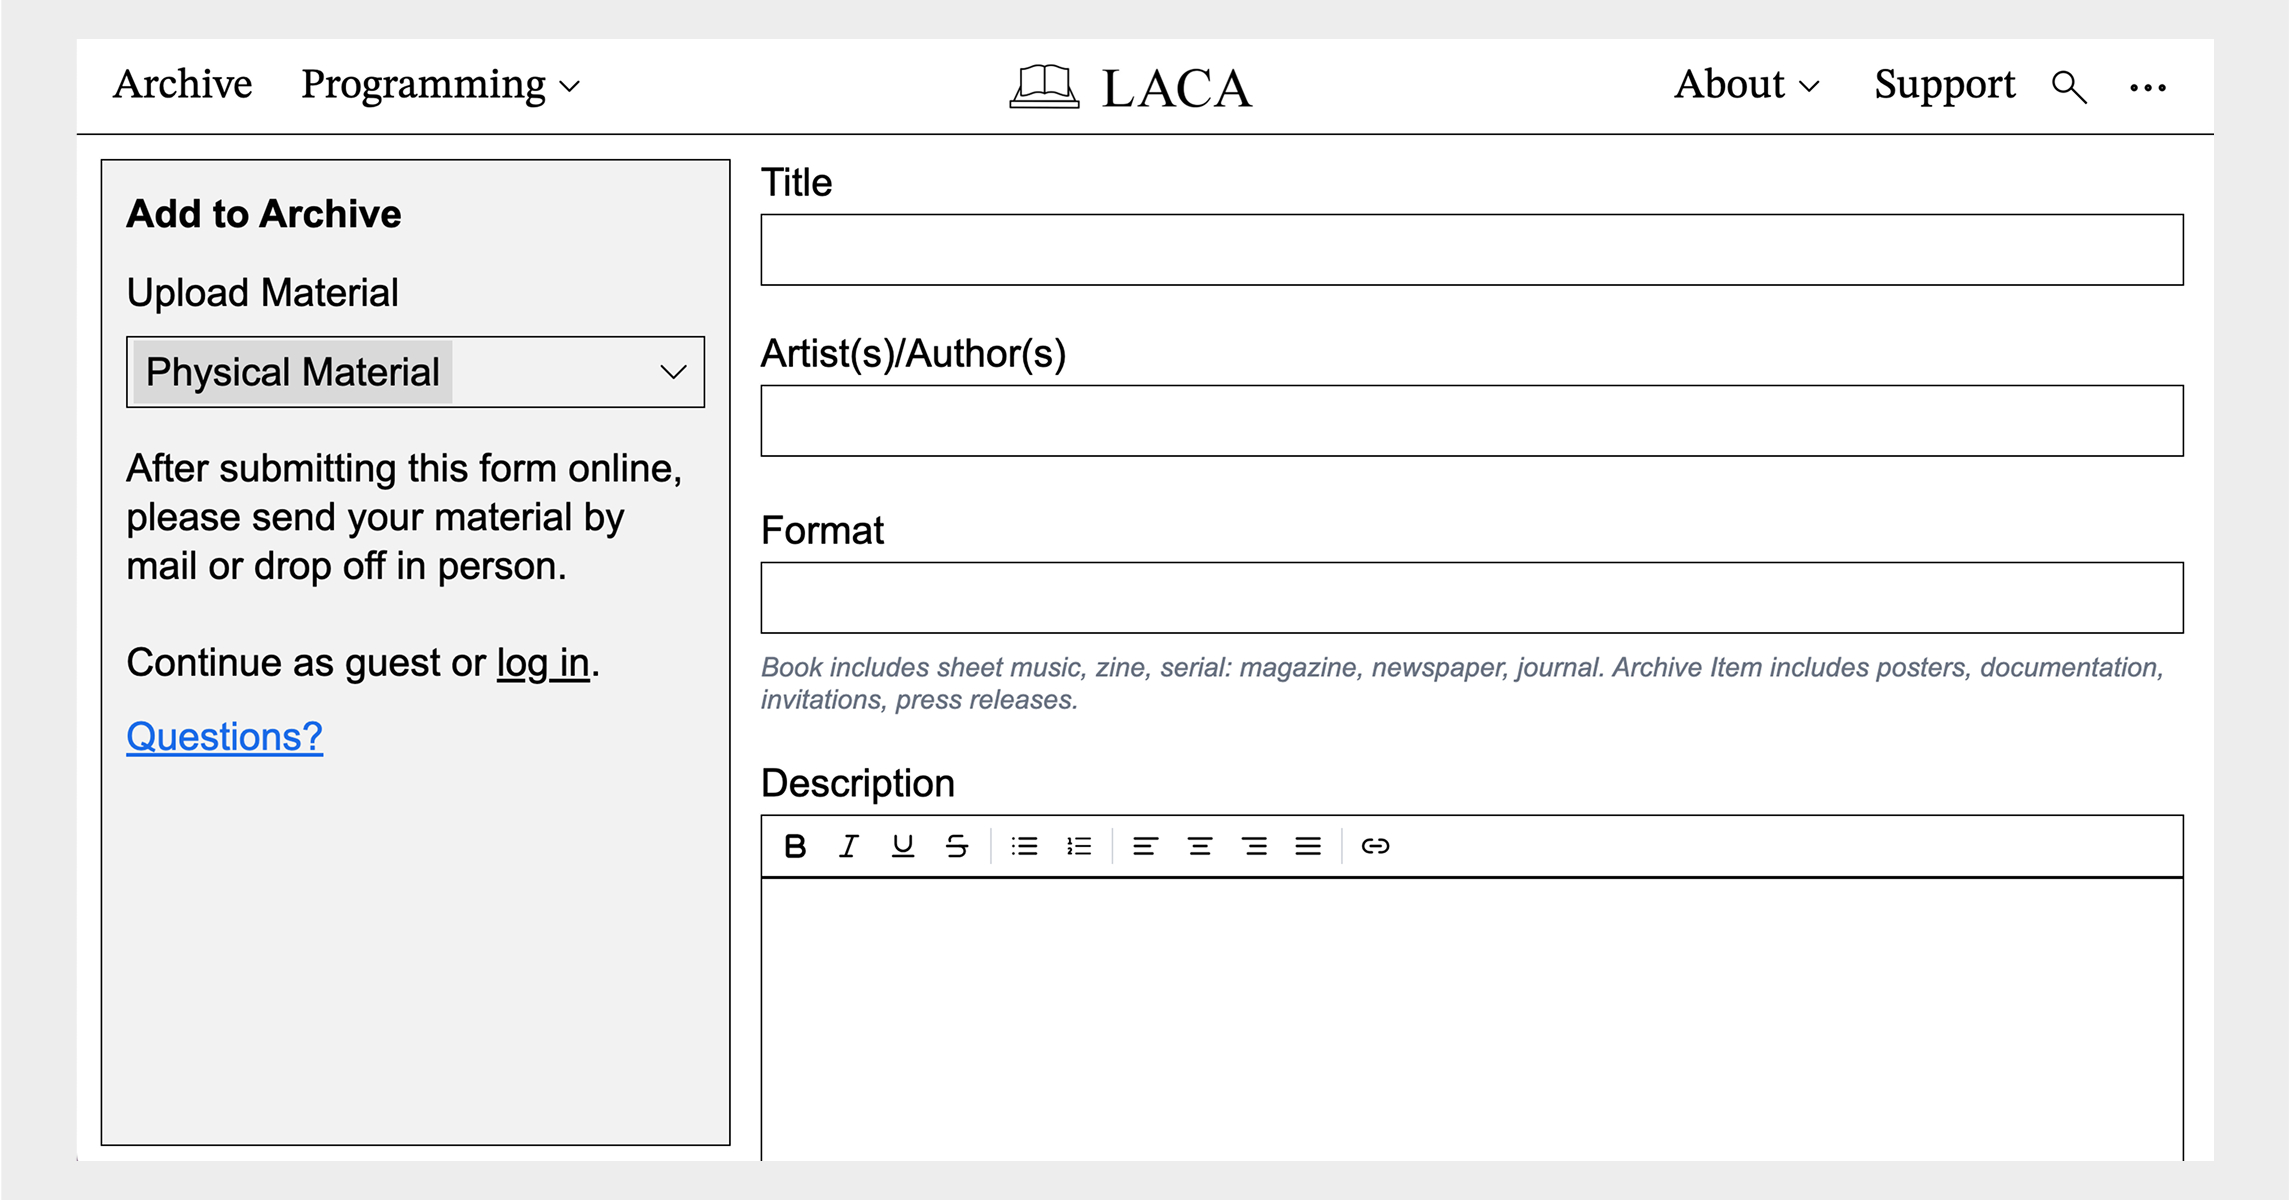 Archive Programming LACA About Support
Add to Archive
Upload Material
Physical Material
After submitting this form online,
please send your material by
mail or drop off in person.
Continue as guest or log in.
Questions?
Title
Artist(s)/Author(s)
Format
Book includes sheet music, zine, serial: magazine, newspaper, journal. Archive Item includes posters, documentation,
invitations, press releases.
Description
B I U S